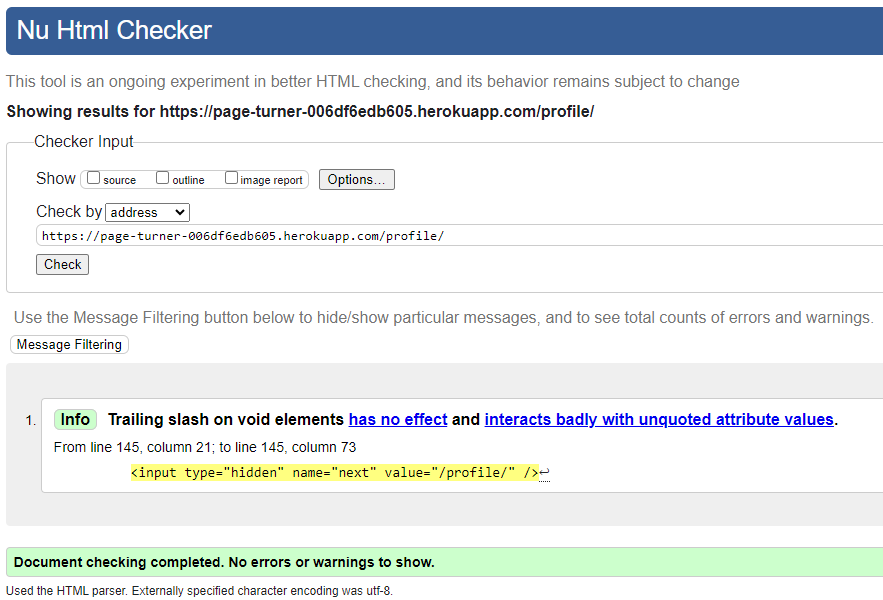 Nu Html Checker
This tool is an ongoing experiment in better HTML checking, and its behavior remains subject to change
Showing results for https://page-turner-006df6edb605.herokuapp.com/profile/
Checker Input
Show source outline image report Options...
Check by address
https://page-turner-006df6edb605.herokuapp.com/profile/
Check
Use the Message Filtering button below to hide/show particular messages, and to see total counts of errors and warnings.
Message Filtering
1. Info Trailing slash on void elements has no effect and interacts badly with unquoted attribute values.
From line 145, column 21; to line 145, column 73
<input type="hidden" name="next" value="/profile/" />↩
Document checking completed. No errors or warnings to show.
Used the HTML parser. Externally specified character encoding was utf-8.